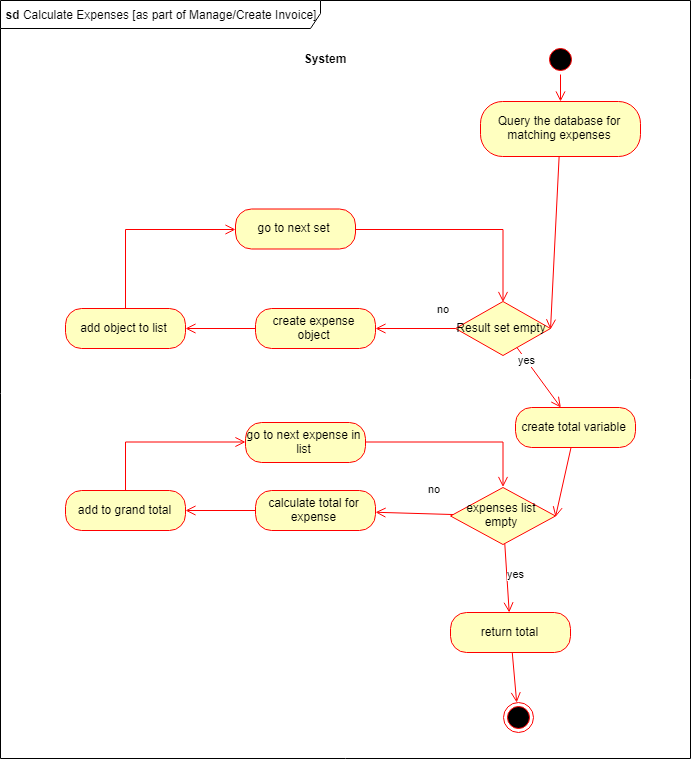 sd Calculate Expenses [as part of Manage/Create Invoice]
System
Query the database for
matching expenses
go to next set
no
add object to list
create expense
object
Result set empty
yes
create total variable
go to next expense in
list
no
add to grand total
calculate total for
expense
expenses list
empty
yes
return total